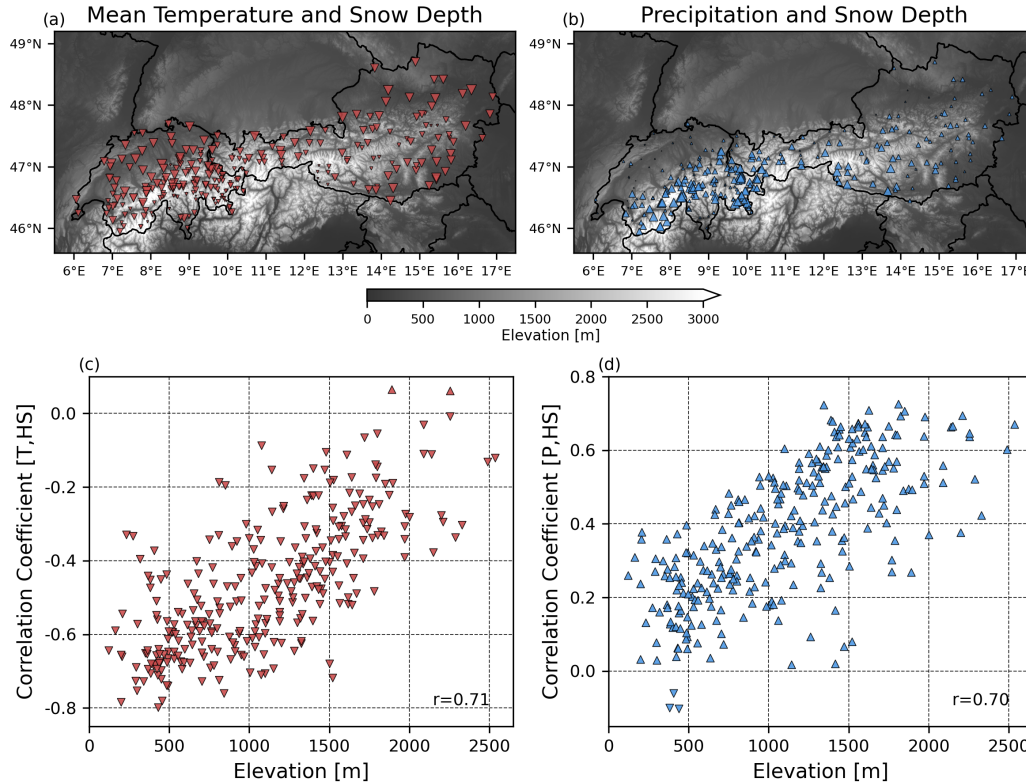 (a) Mean Temperature and Snow Depth
(b) Precipitation and Snow Depth
49°N
48°N
47°N
46°N
49°N
48°N
47°N
46°N
6°E 7°E 8°E 9°E 10°E 11°E 12°E 13°E 14°E 15°E 16°E 17°E
6°E 7°E 8°E 9°E 10°E 11°E 12°E 13°E 14°E 15°E 16°E 17°E
0 500 1000 1500 2000 2500 3000
Elevation [m]
(c)
Correlation Coefficient [T,HS]
0.0
-0.2
-0.4
-0.6
-0.8
r=0.71
0 500 1000 1500 2000 2500
Elevation [m]
(d)
Correlation Coefficient [P,HS]
0.8
0.6
0.4
0.2
0.0
r=0.70
0 500 1000 1500 2000 2500
Elevation [m]